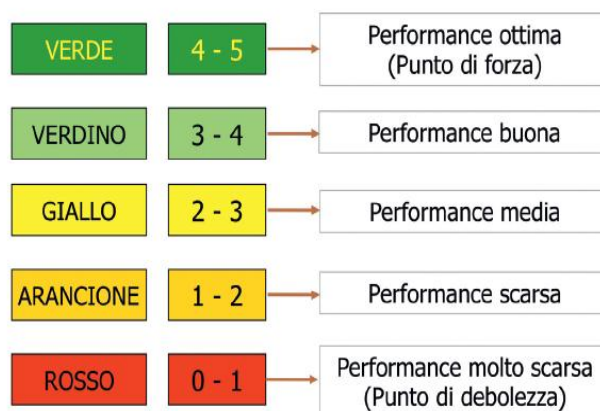 VERDE 4 - 5 Performance ottima
(Punto di forza)
VERDINO 3 - 4 Performance buona
GIALLO 2 - 3 Performance media
ARANCIONE 1 - 2 Performance scarsa
ROSSO 0 - 1 Performance molto scarsa
(Punto di debolezza)